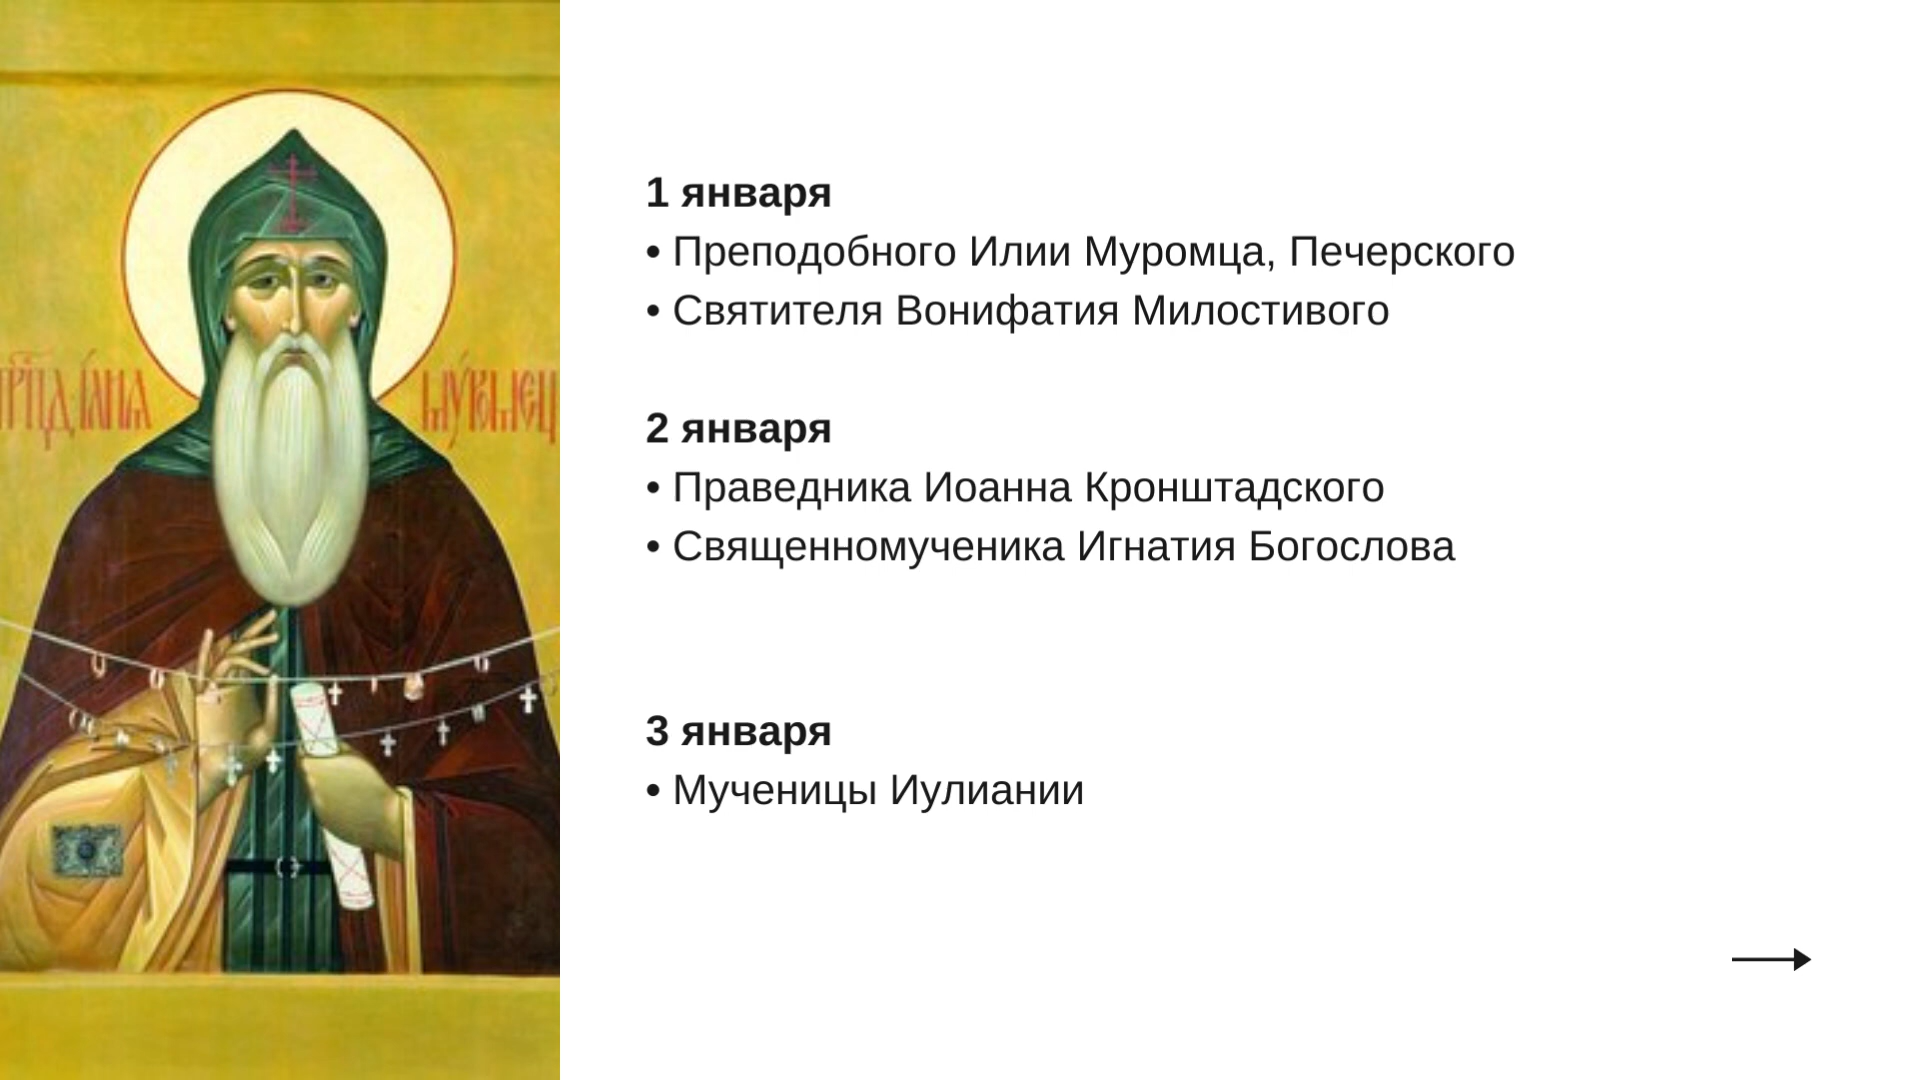 1 января
• Преподобного Илии Муромца, Печерского
• Святителя Вонифатия Милостивого
2 января
• Праведника Иоанна Кронштадского
• Священномученика Игнатия Богослова
3 января
• Мученицы Иулиании